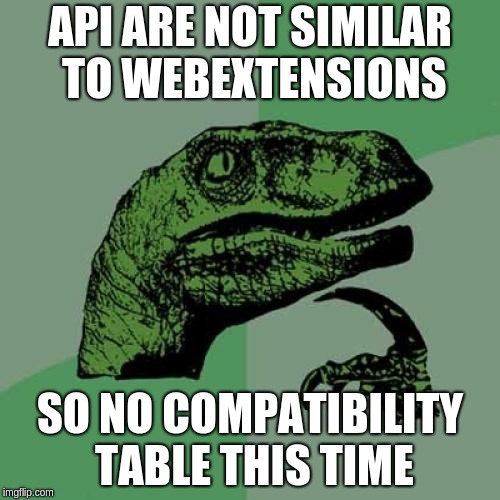 API ARE NOT SIMILAR
TO WEBEXTENSIONS
SO NO COMPATIBILITY
TABLE THIS TIME
imgflip.com